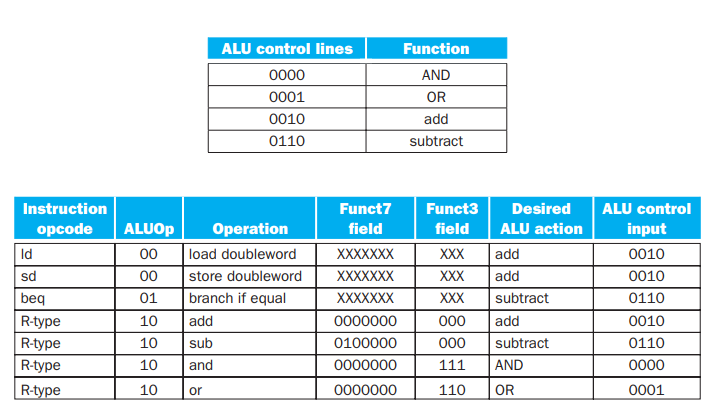 ALU control lines Function
0000 AND
0001 OR
0010 add
0110 subtract
Instruction Funct7 Funct3 Desired ALU control
opcode ALUOp Operation field field ALU action input
ld 00 load doubleword XXXXXXX XXX add 0010
sd 00 store doubleword XXXXXXX XXX add 0010
beq 01 branch if equal XXXXXXX XXX subtract 0110
R-type 10 add 0000000 000 add 0010
R-type 10 sub 0100000 000 subtract 0110
R-type 10 and 0000000 111 AND 0000
R-type 10 or 0000000 110 OR 0001